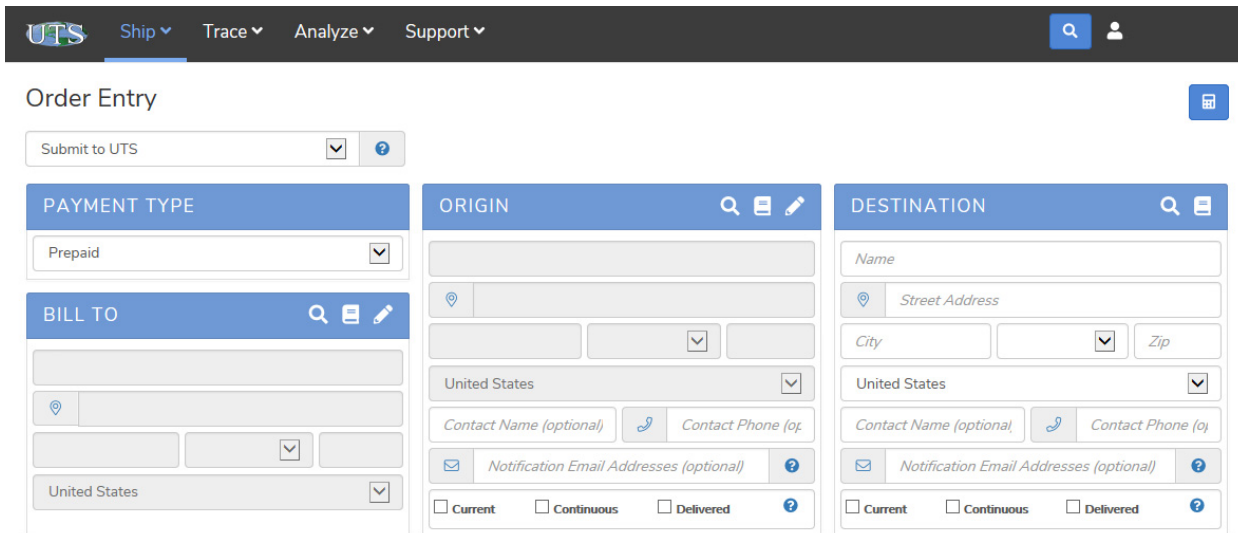 UTS Ship Trace Analyze Support
Order Entry
Submit to UTS
PAYMENT TYPE
Prepaid
BILL TO
United States
ORIGIN
United States
Contact Name (optional) Contact Phone (op
Notification Email Addresses (optional)
Current Continuous Delivered
DESTINATION
Name
Street Address
City Zip
United States
Contact Name (optional Contact Phone (op
Notification Email Addresses (optional)
Current Continuous Delivered